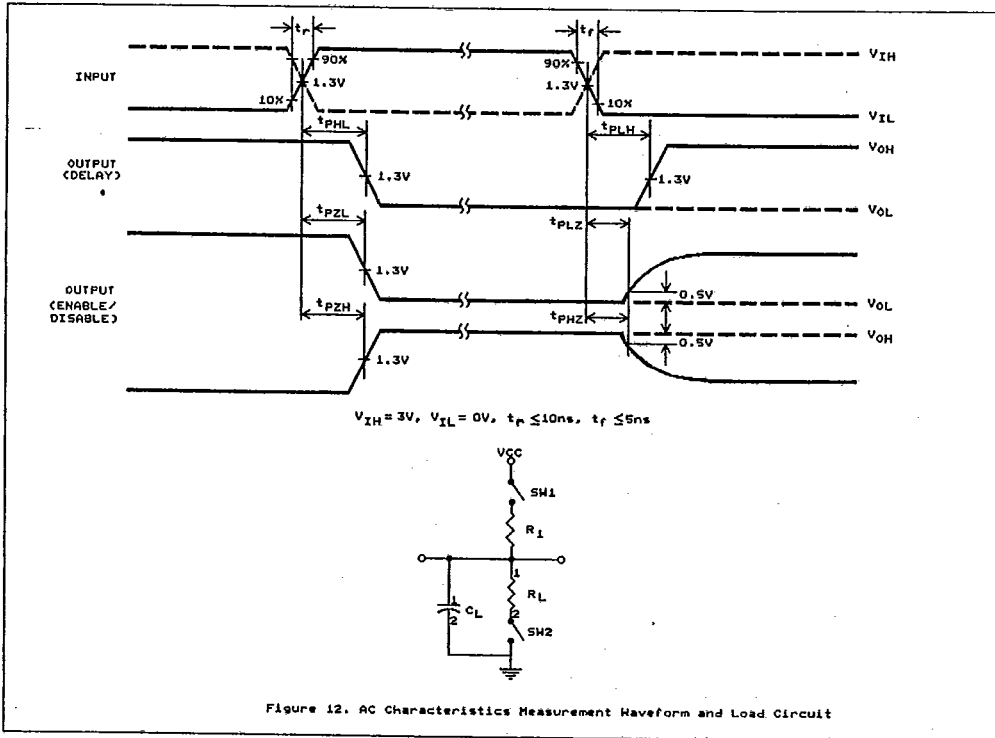 tr
tf
90%
90%
VIH
INPUT
1.3V
1.3V
10%
10%
VIL
tPHL
tPLH
VOH
OUTPUT
(DELAY)
1.3V
1.3V
tPZL
tPLZ
VOL
1.3V
OUTPUT
(ENABLE/
DISABLE)
0.5V
VOL
tPZH
tPHZ
VOH
0.5V
1.3V
VIH = 3V, VIL = 0V, tr ≤10ns, tf ≤5ns
VCC
SW1
R1
1
RL
1
CL
2
2
SW2
Figure 12. AC Characteristics Measurement Waveform and Load Circuit